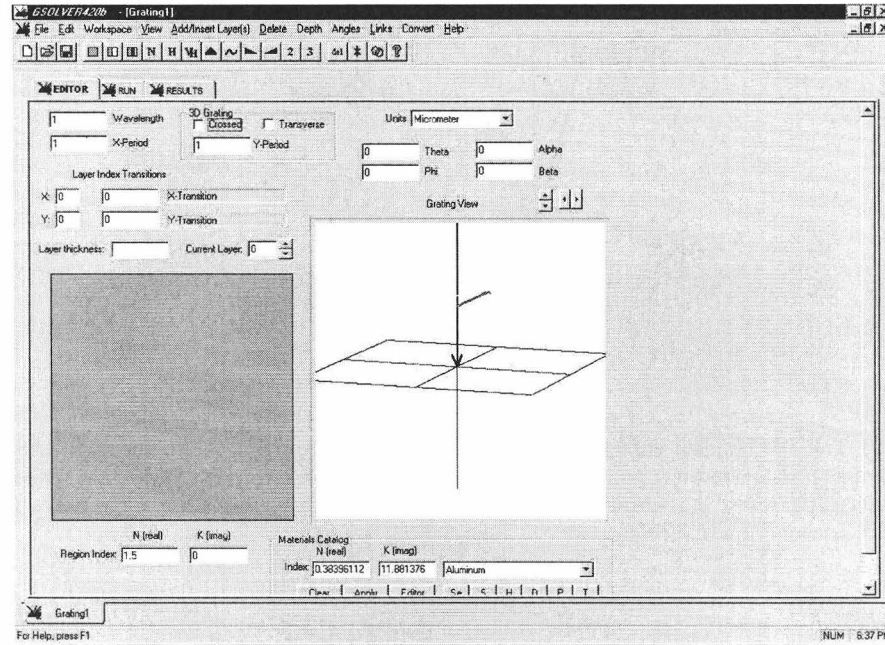 GSOLVER420b - [Grating1]
File Edit Workspace View Add/Insert Layer(s) Delete Depth Angles Links Convert Help
N H VH 2 3 ?
EDITOR RUN RESULTS
1 Wavelength
1 X-Period
3D Grating
Crossed Transverse
1 Y-Period
Units Micrometer
0 Theta 0 Alpha
0 Phi 0 Beta
Layer Index Transitions
X: 0 0 X-Transition
Y: 0 0 Y-Transition
Grating View
Layer thickness: Current Layer: 0
N (real) K (imag)
Region Index: 1.5 0
Materials Catalog
N (real) K (imag)
Index: 0.38396112 11.881376 Aluminum
Clear Apply Editor Se S H D P T
Grating1
For Help, press F1 NUM